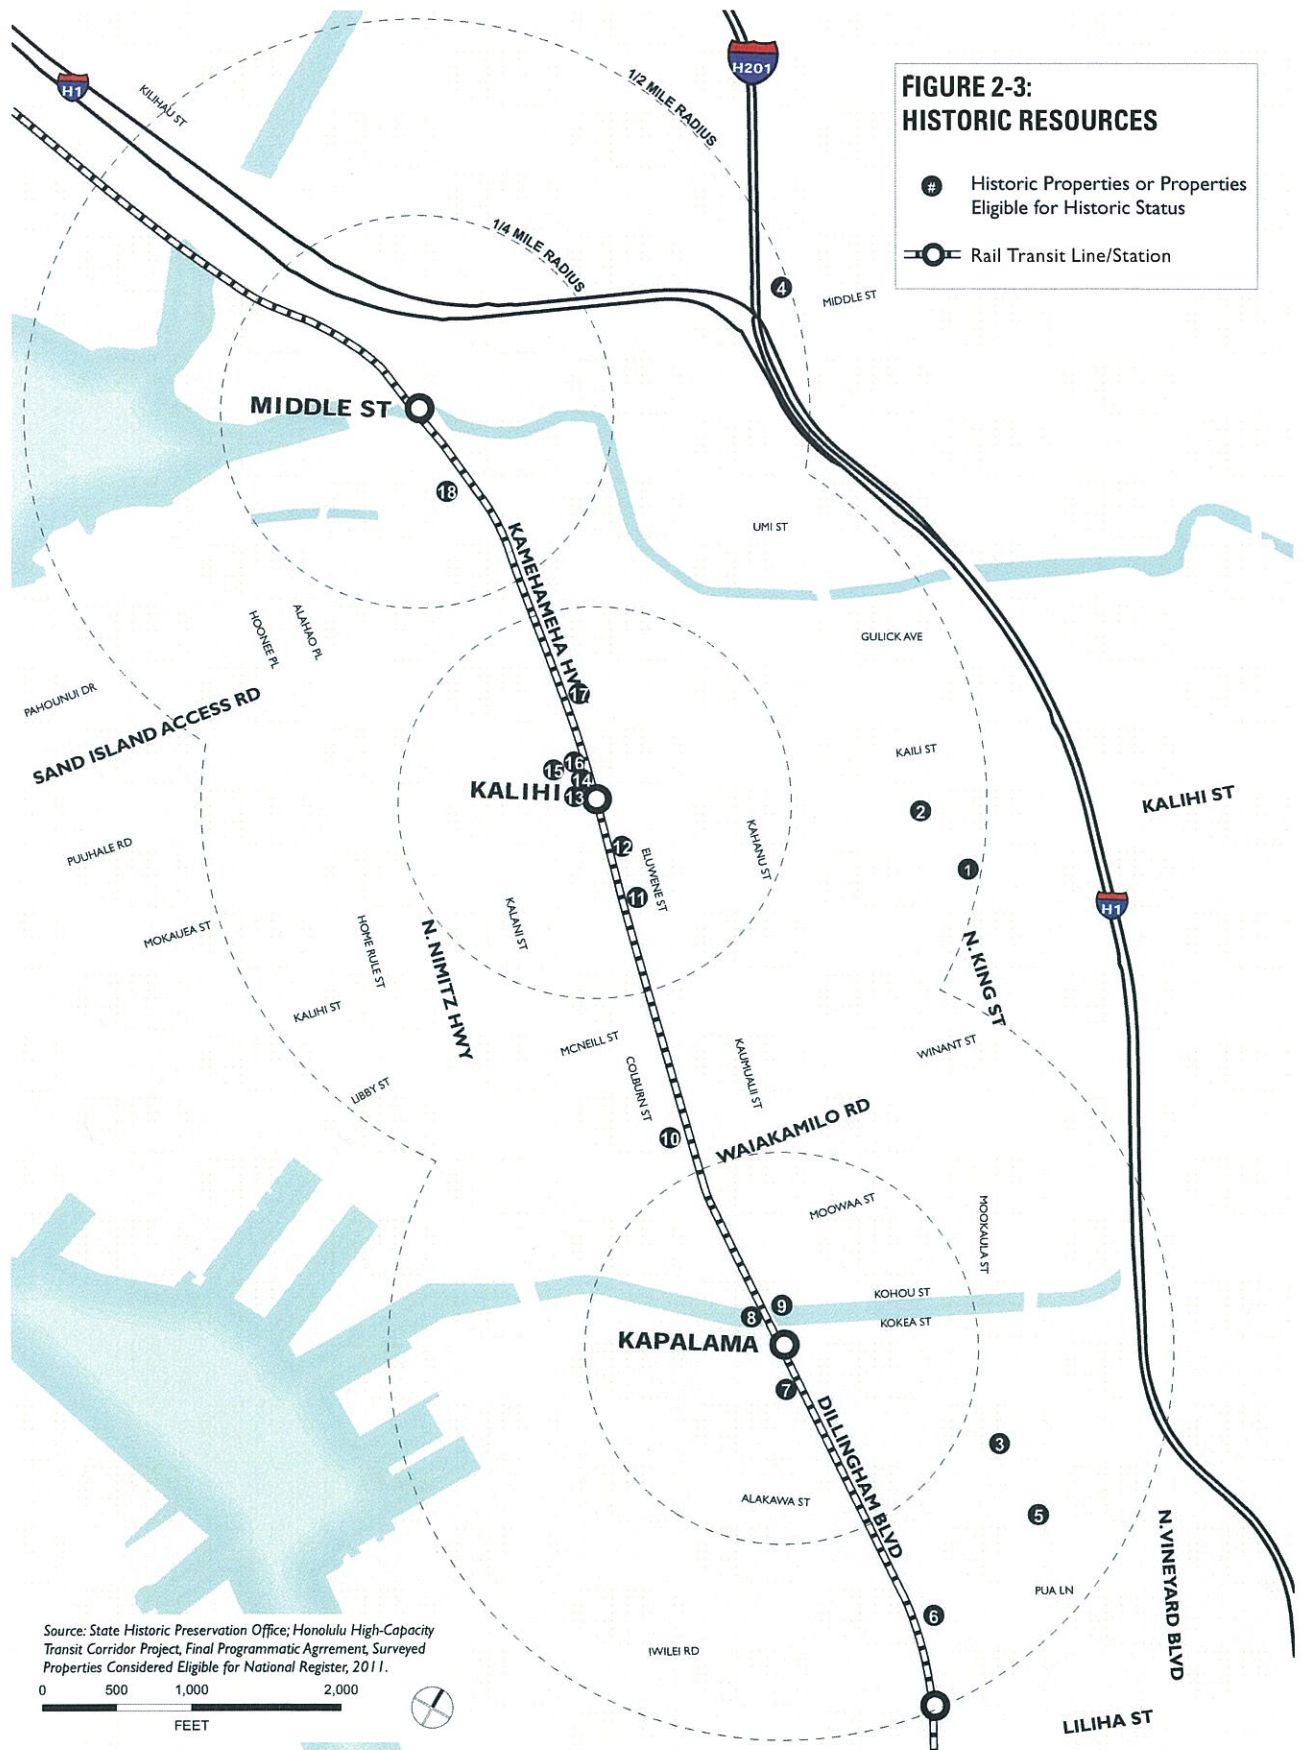 H1
KILIHAU ST
1/2 MILE RADIUS
H201
FIGURE 2-3:
HISTORIC RESOURCES
# Historic Properties or Properties
Eligible for Historic Status
Rail Transit Line/Station
1/4 MILE RADIUS
4
MIDDLE ST
MIDDLE ST
18
UMI ST
KAMEHAMEHA HW
HOONEE PL
ALAHAO PL
GULICK AVE
PAHOUNUI DR
SAND ISLAND ACCESS RD
17
KAILI ST
15
16
14
KALIHI
13
KALIHI ST
2
PUUHALE RD
12
ELUWENE ST
KAHANU ST
1
11
H1
MOKAUEA ST
HOME RULE ST
N. NIMITZ HWY
KALANI ST
N. KING ST
KALIHI ST
MCNEILL ST
WINANT ST
LIBBY ST
COLBURN ST
KAUMUALII ST
10
WAIAKAMILO RD
MOOWAA ST
MOOKAULA ST
KOHOU ST
9
8
KOKEA ST
KAPALAMA
7
DILLINGHAM BLVD
3
ALAKAWA ST
5
N. VINEYARD BLVD
PUA LN
6
IWILEI RD
LILIHA ST
Source: State Historic Preservation Office; Honolulu High-Capacity
Transit Corridor Project, Final Programmatic Agrrement, Surveyed
Properties Considered Eligible for National Register, 2011.
0 500 1,000 2,000
FEET